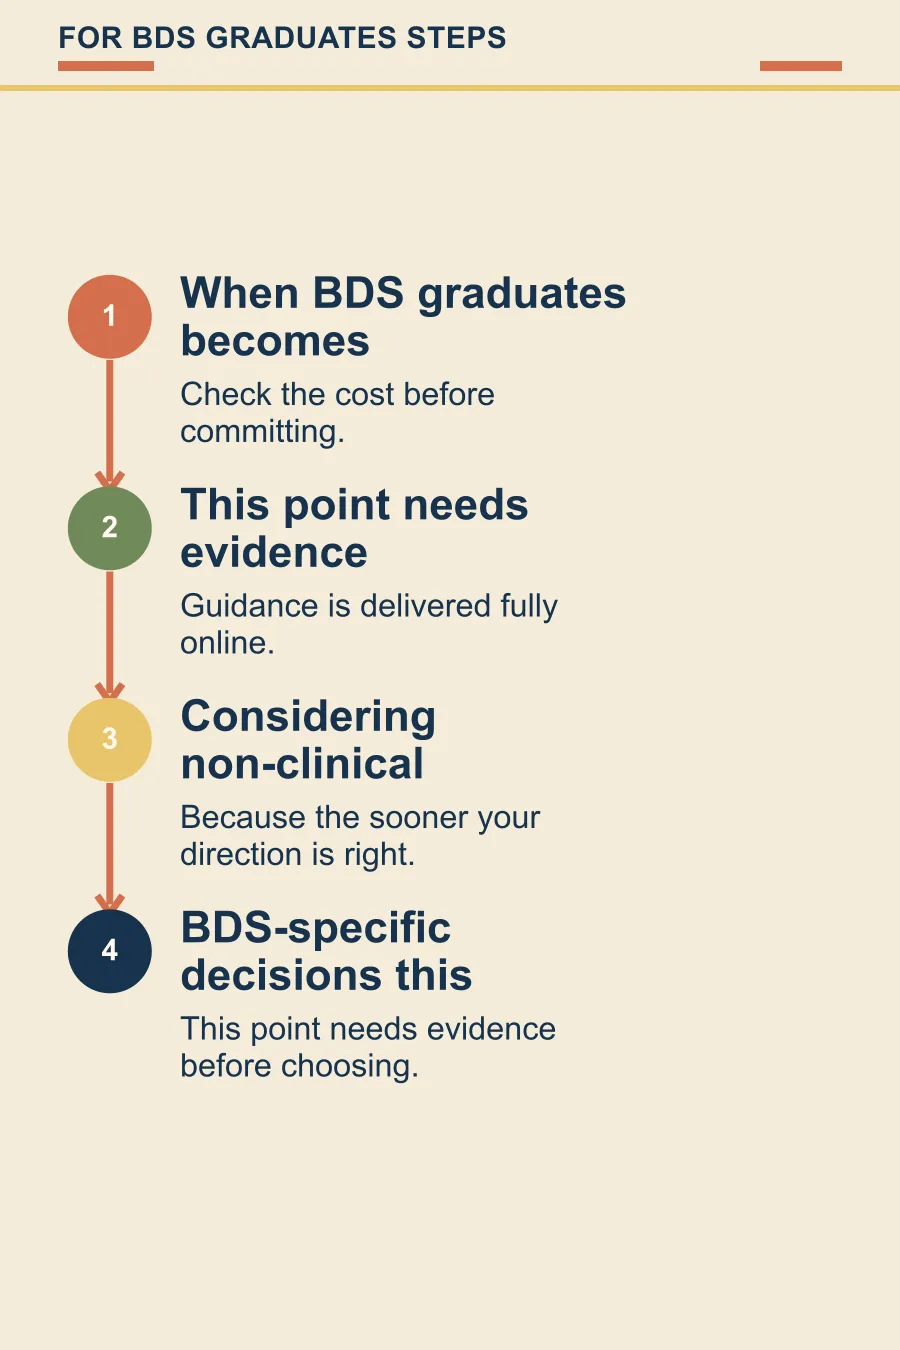 FOR BDS GRADUATES STEPS
1
When BDS graduates
becomes
Check the cost before
committing.
2
This point needs
evidence
Guidance is delivered fully
online.
3
Considering
non-clinical
Because the sooner your
direction is right.
4
BDS-specific
decisions this
This point needs evidence
before choosing.